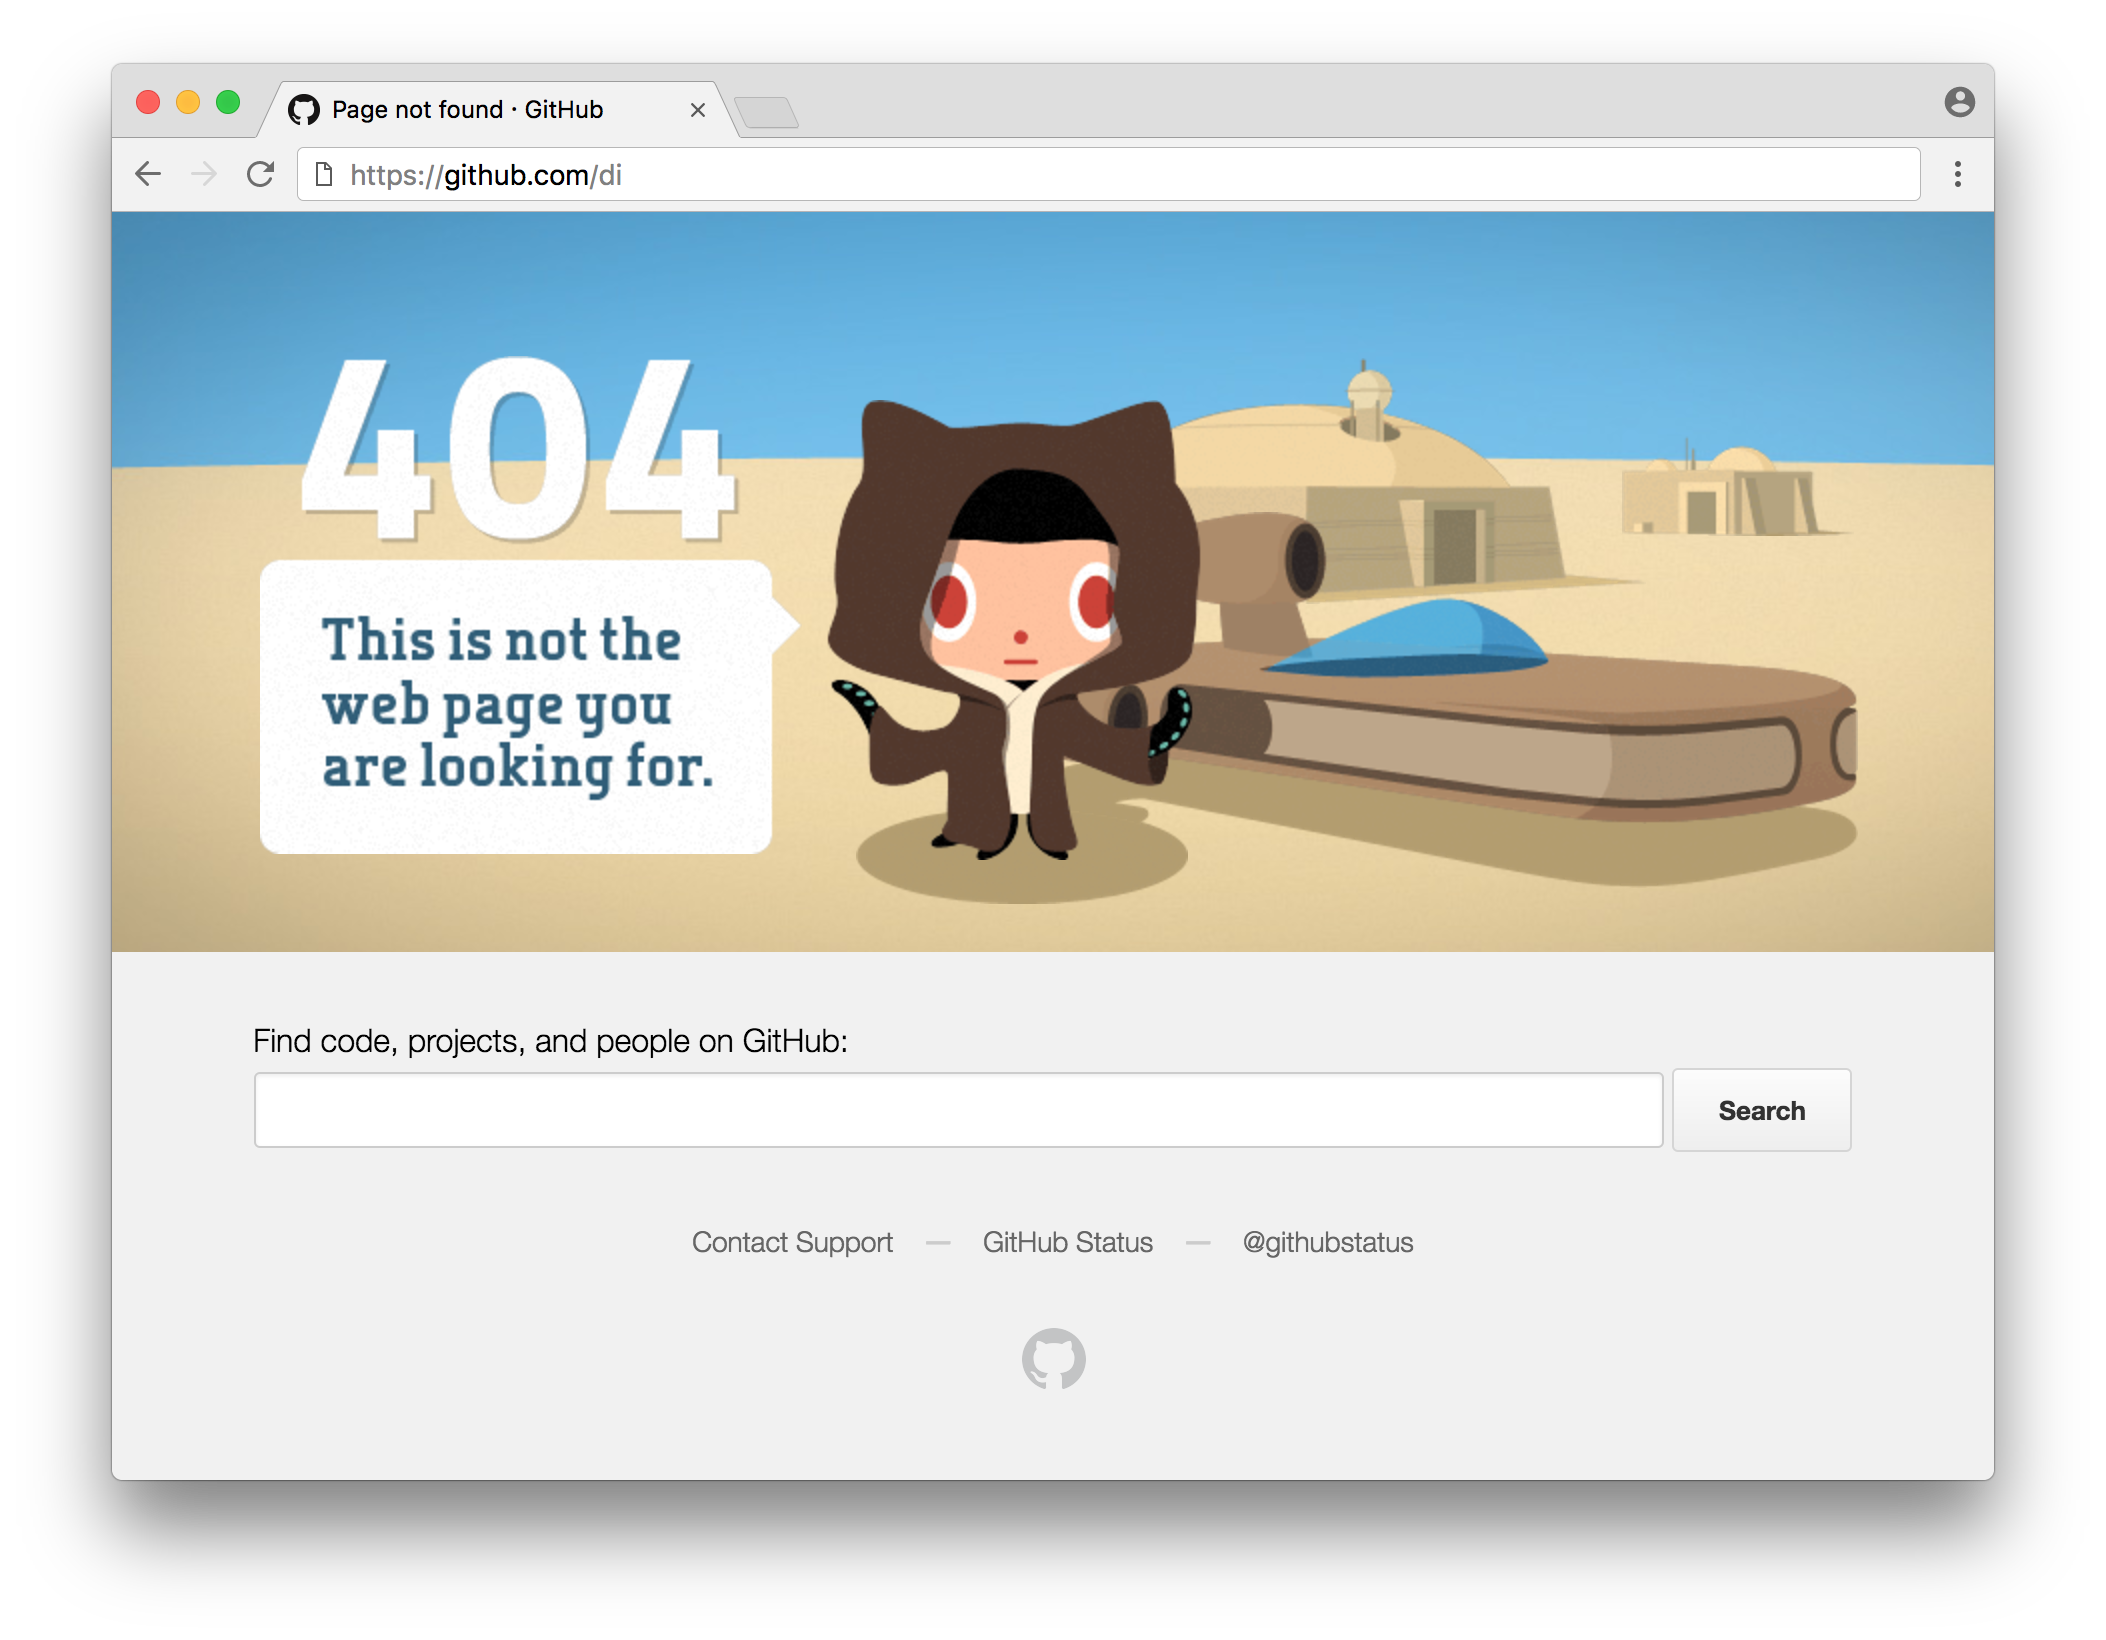 Page not found · GitHub
https://github.com/di
404
This is not the
web page you
are looking for.
Find code, projects, and people on GitHub:
Search
Contact Support — GitHub Status — @githubstatus